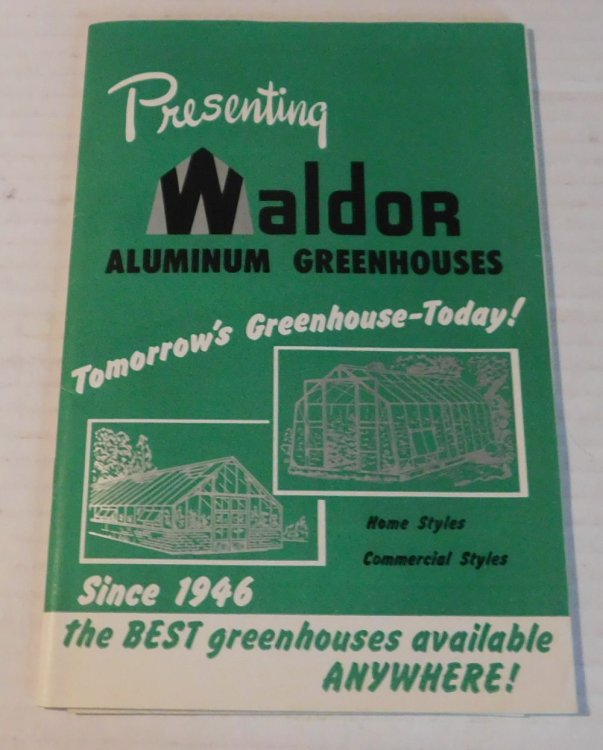 Presenting
Waldor
ALUMINUM GREENHOUSES
Tomorrow's Greenhouse-Today!
Home Styles
Commercial Styles
Since 1946
the BEST greenhouses available
ANYWHERE!